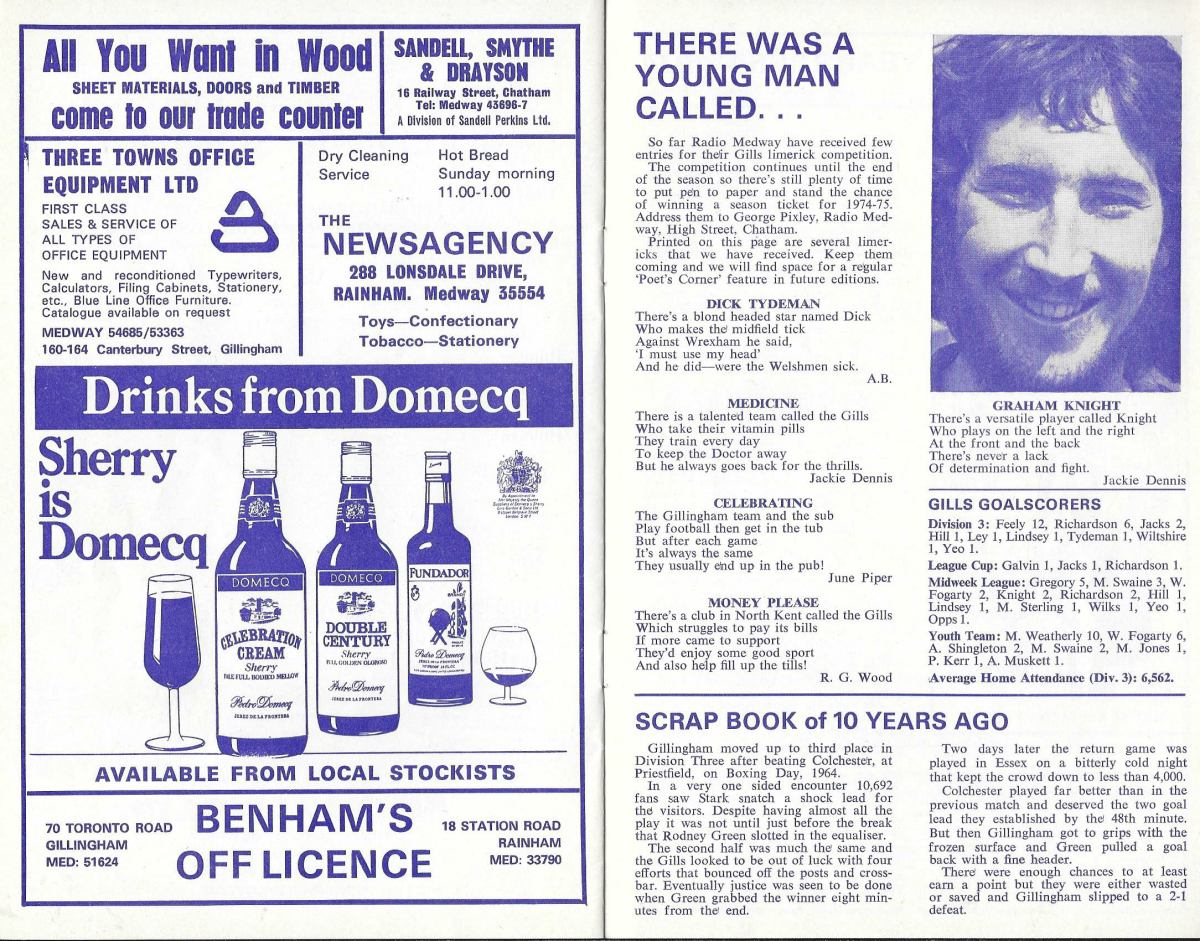 All You Want in Wood
SHEET MATERIALS, DOORS and TIMBER
come to our trade counter
SANDELL, SMYTHE
& DRAYSON
16 Railway Street, Chatham
Tel: Medway 43696-7
A Division of Sandell Perkins Ltd.
THREE TOWNS OFFICE
EQUIPMENT LTD
FIRST CLASS
SALES & SERVICE OF
ALL TYPES OF
OFFICE EQUIPMENT
New and reconditioned Typewriters,
Calculators, Filing Cabinets, Stationery,
etc., Blue Line Office Furniture.
Catalogue available on request
MEDWAY 54685/53363
160-164 Canterbury Street, Gillingham
Dry Cleaning
Service
Hot Bread
Sunday morning
11.00-1.00
THE
NEWSAGENCY
288 LONSDALE DRIVE,
RAINHAM. Medway 35554
Toys—Confectionary
Tobacco—Stationery
Drinks from Domecq
Sherry
is
Domecq
By Appointment to
Her Majesty the Queen
DOMECQ
CELEBRATION
CREAM
Sherry
PALE FULL BODIED MELLOW
Pedro Domecq
JEREZ DE LA FRONTERA
DOMECQ
DOUBLE
CENTURY
Sherry
FULL GOLDEN OLOROSO
Pedro Domecq
JEREZ DE LA FRONTERA
FUNDADOR
Pedro Domecq
AVAILABLE FROM LOCAL STOCKISTS
70 TORONTO ROAD
GILLINGHAM
MED: 51624
BENHAM'S
OFF LICENCE
18 STATION ROAD
RAINHAM
MED: 33790
THERE WAS A
YOUNG MAN
CALLED. . .
So far Radio Medway have received few
entries for their Gills limerick competition.
The competition continues until the end
of the season so there's still plenty of time
to put pen to paper and stand the chance
of winning a season ticket for 1974-75.
Address them to George Pixley, Radio Med-
way, High Street, Chatham.
Printed on this page are several limer-
icks that we have received. Keep them
coming and we will find space for a regular
'Poet's Corner' feature in future editions.
DICK TYDEMAN
There's a blond headed star named Dick
Who makes the midfield tick
Against Wrexham he said,
'I must use my head'
And he did—were the Welshmen sick.
A.B.
MEDICINE
There is a talented team called the Gills
Who take their vitamin pills
They train every day
To keep the Doctor away
But he always goes back for the thrills.
Jackie Dennis
CELEBRATING
The Gillingham team and the sub
Play football then get in the tub
But after each game
It's always the same
They usually end up in the pub!
June Piper
MONEY PLEASE
There's a club in North Kent called the Gills
Which struggles to pay its bills
If more came to support
They'd enjoy some good sport
And also help fill up the tills!
R. G. Wood
GRAHAM KNIGHT
There's a versatile player called Knight
Who plays on the left and the right
At the front and the back
There's never a lack
Of determination and fight.
Jackie Dennis
GILLS GOALSCORERS
Division 3: Feely 12, Richardson 6, Jacks 2,
Hill 1, Ley 1, Lindsey 1, Tydeman 1, Wiltshire
1, Yeo 1.
League Cup: Galvin 1, Jacks 1, Richardson 1.
Midweek League: Gregory 5, M. Swaine 3, W.
Fogarty 2, Knight 2, Richardson 2, Hill 1,
Lindsey 1, M. Sterling 1, Wilks 1, Yeo 1,
Opps 1.
Youth Team: M. Weatherly 10, W. Fogarty 6,
A. Shingleton 2, M. Swaine 2, M. Jones 1,
P. Kerr 1, A. Muskett 1.
Average Home Attendance (Div. 3): 6,562.
SCRAP BOOK of 10 YEARS AGO
Gillingham moved up to third place in
Division Three after beating Colchester, at
Priestfield, on Boxing Day, 1964.
In a very one sided encounter 10,692
fans saw Stark snatch a shock lead for
the visitors. Despite having almost all the
play it was not until just before the break
that Rodney Green slotted in the equaliser.
The second half was much the same and
the Gills looked to be out of luck with four
efforts that bounced off the posts and cross-
bar. Eventually justice was seen to be done
when Green grabbed the winner eight min-
utes from the end.
Two days later the return game was
played in Essex on a bitterly cold night
that kept the crowd down to less than 4,000.
Colchester played far better than in the
previous match and deserved the two goal
lead they established by the 48th minute.
But then Gillingham got to grips with the
frozen surface and Green pulled a goal
back with a fine header.
There were enough chances to at least
earn a point but they were either wasted
or saved and Gillingham slipped to a 2-1
defeat.